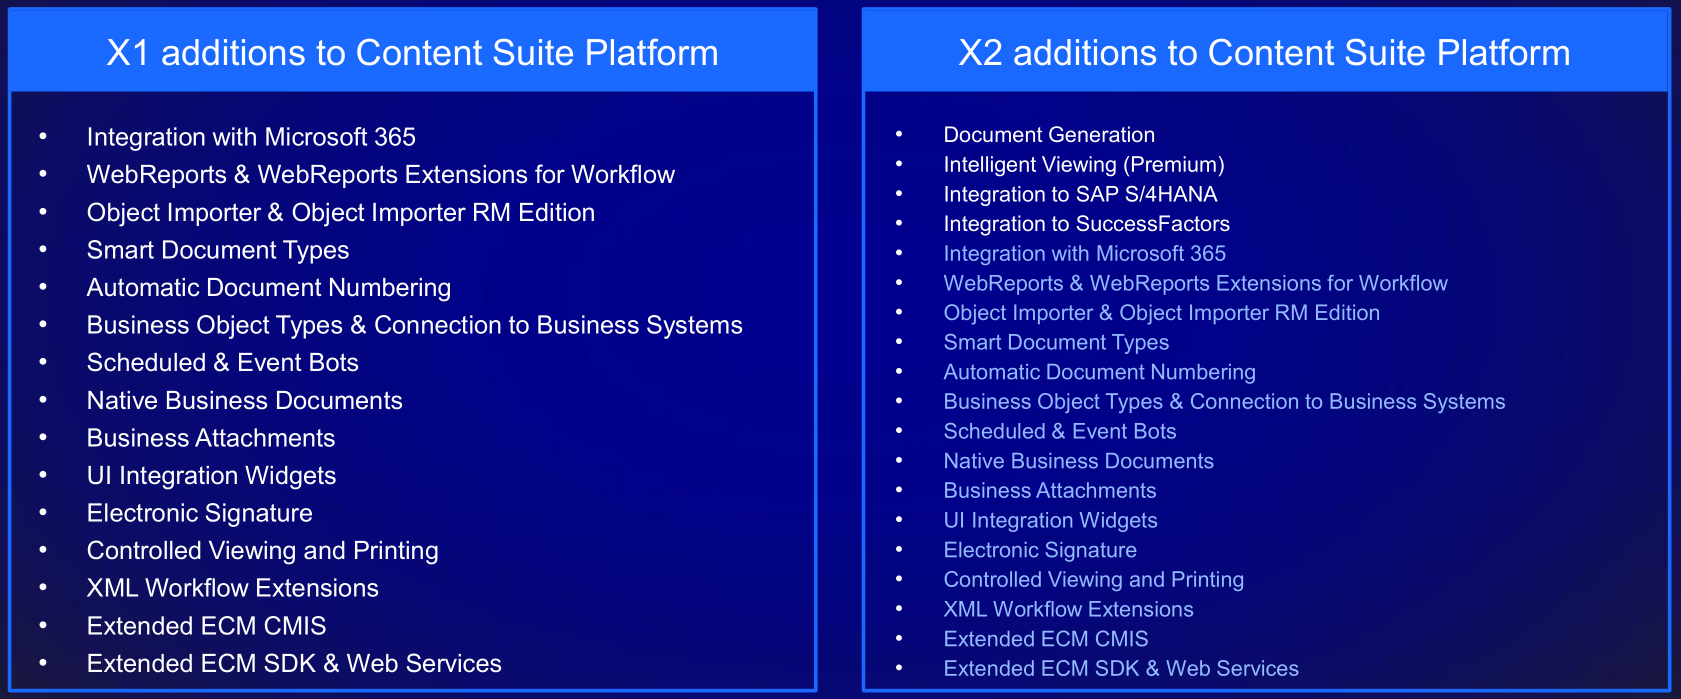 X1 additions to Content Suite Platform
• Integration with Microsoft 365
• WebReports & WebReports Extensions for Workflow
• Object Importer & Object Importer RM Edition
• Smart Document Types
• Automatic Document Numbering
• Business Object Types & Connection to Business Systems
• Scheduled & Event Bots
• Native Business Documents
• Business Attachments
• UI Integration Widgets
• Electronic Signature
• Controlled Viewing and Printing
• XML Workflow Extensions
• Extended ECM CMIS
• Extended ECM SDK & Web Services
X2 additions to Content Suite Platform
• Document Generation
• Intelligent Viewing (Premium)
• Integration to SAP S/4HANA
• Integration to SuccessFactors
• Integration with Microsoft 365
• WebReports & WebReports Extensions for Workflow
• Object Importer & Object Importer RM Edition
• Smart Document Types
• Automatic Document Numbering
• Business Object Types & Connection to Business Systems
• Scheduled & Event Bots
• Native Business Documents
• Business Attachments
• UI Integration Widgets
• Electronic Signature
• Controlled Viewing and Printing
• XML Workflow Extensions
• Extended ECM CMIS
• Extended ECM SDK & Web Services